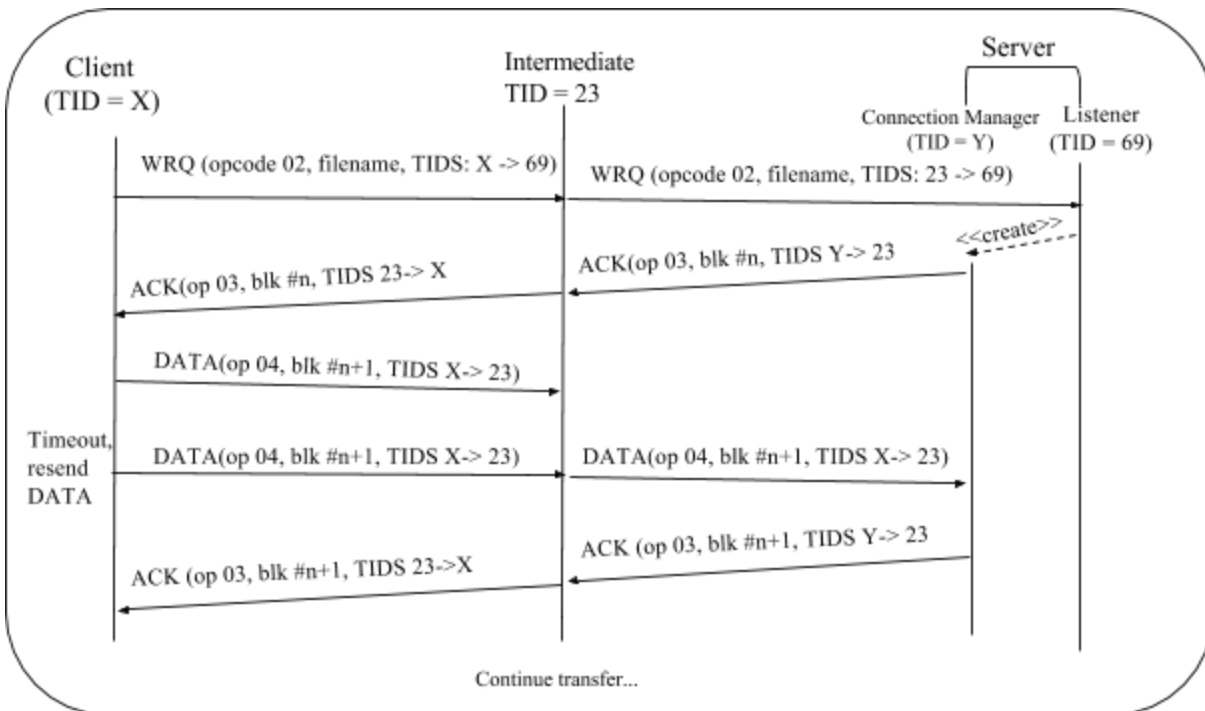 Server
Client
(TID = X)
Intermediate
TID = 23
Connection Manager
(TID = Y)
Listener
(TID = 69)
WRQ (opcode 02, filename, TIDS: X -> 69)
WRQ (opcode 02, filename, TIDS: 23 -> 69)
<<create>>
ACK(op 03, blk #n, TIDS Y-> 23
ACK(op 03, blk #n, TIDS 23-> X
DATA(op 04, blk #n+1, TIDS X-> 23)
Timeout,
resend
DATA
DATA(op 04, blk #n+1, TIDS X-> 23)
DATA(op 04, blk #n+1, TIDS X-> 23)
ACK (op 03, blk #n+1, TIDS Y-> 23
ACK (op 03, blk #n+1, TIDS 23->X
Continue transfer...